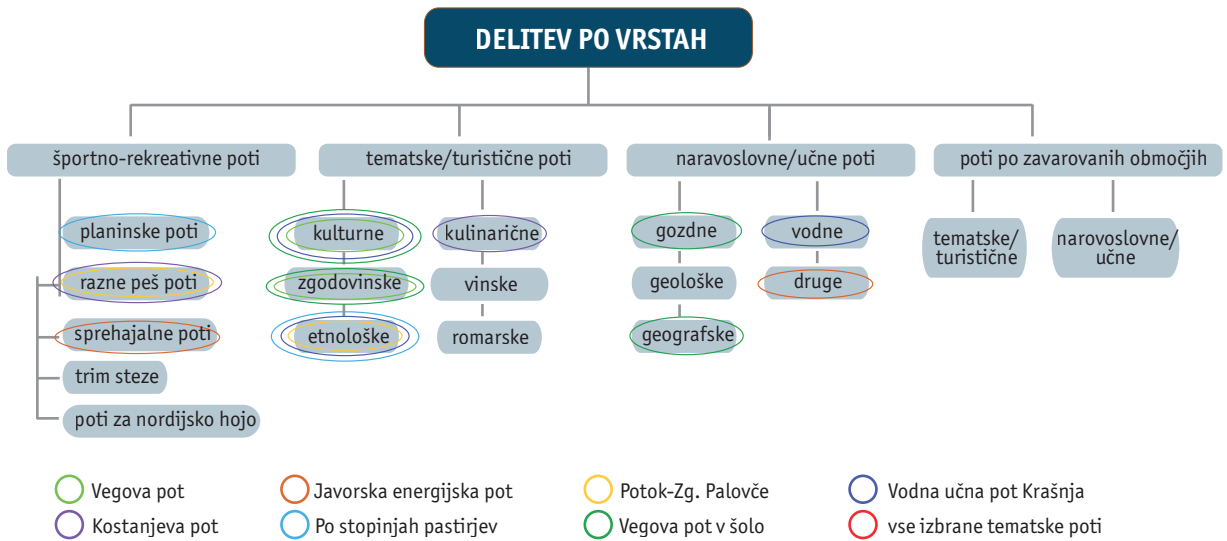 DELITEV PO VRSTAH
športno-rekreativne poti
tematske/turistične poti
naravoslovne/učne poti
poti po zavarovanih območjih
planinske poti
razne peš poti
sprehajalne poti
trim steze
poti za nordijsko hojo
kulturne
zgodovinske
etnološke
kulinarične
vinske
romarske
gozdne
geološke
geografske
vodne
druge
tematske/
turistične
narovoslovne/
učne
Vegova pot
Javorska energijska pot
Potok-Zg. Palovče
Vodna učna pot Krašnja
Kostanjeva pot
Po stopinjah pastirjev
Vegova pot v šolo
vse izbrane tematske poti